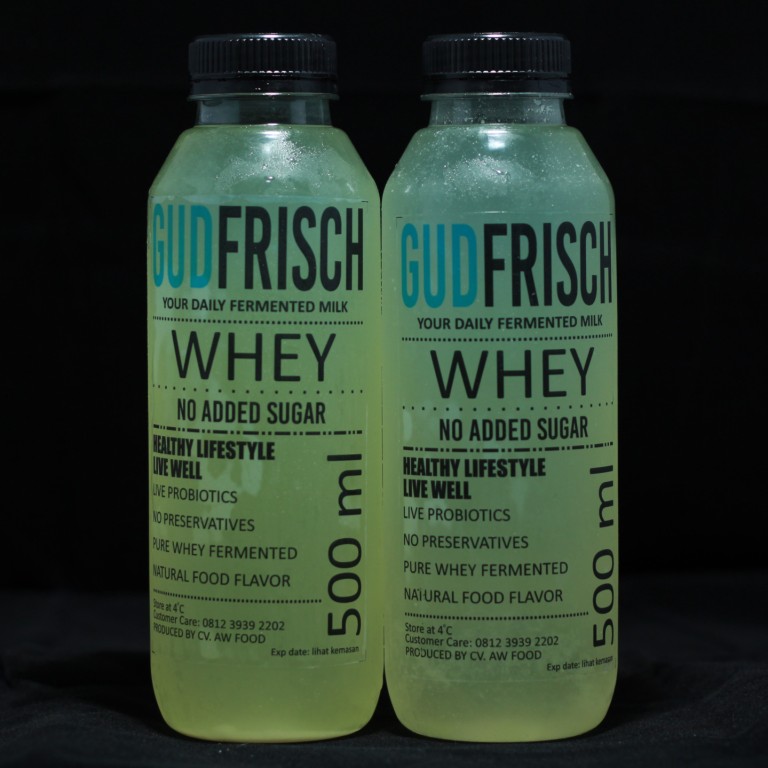 GUDFRISCH
YOUR DAILY FERMENTED MILK
WHEY
NO ADDED SUGAR
HEALTHY LIFESTYLE
LIVE WELL
LIVE PROBIOTICS
NO PRESERVATIVES
PURE WHEY FERMENTED
NATURAL FOOD FLAVOR
500 ml
Store at 4°C
Customer Care: 0812 3939 2202
PRODUCED BY CV. AW FOOD
Exp date: lihat kemasan
GUDFRISCH
YOUR DAILY FERMENTED MILK
WHEY
NO ADDED SUGAR
HEALTHY LIFESTYLE
LIVE WELL
LIVE PROBIOTICS
NO PRESERVATIVES
PURE WHEY FERMENTED
NATURAL FOOD FLAVOR
500 ml
Store at 4°C
Customer Care: 0812 3939 2202
PRODUCED BY CV. AW FOOD
Exp date: lihat kemasan